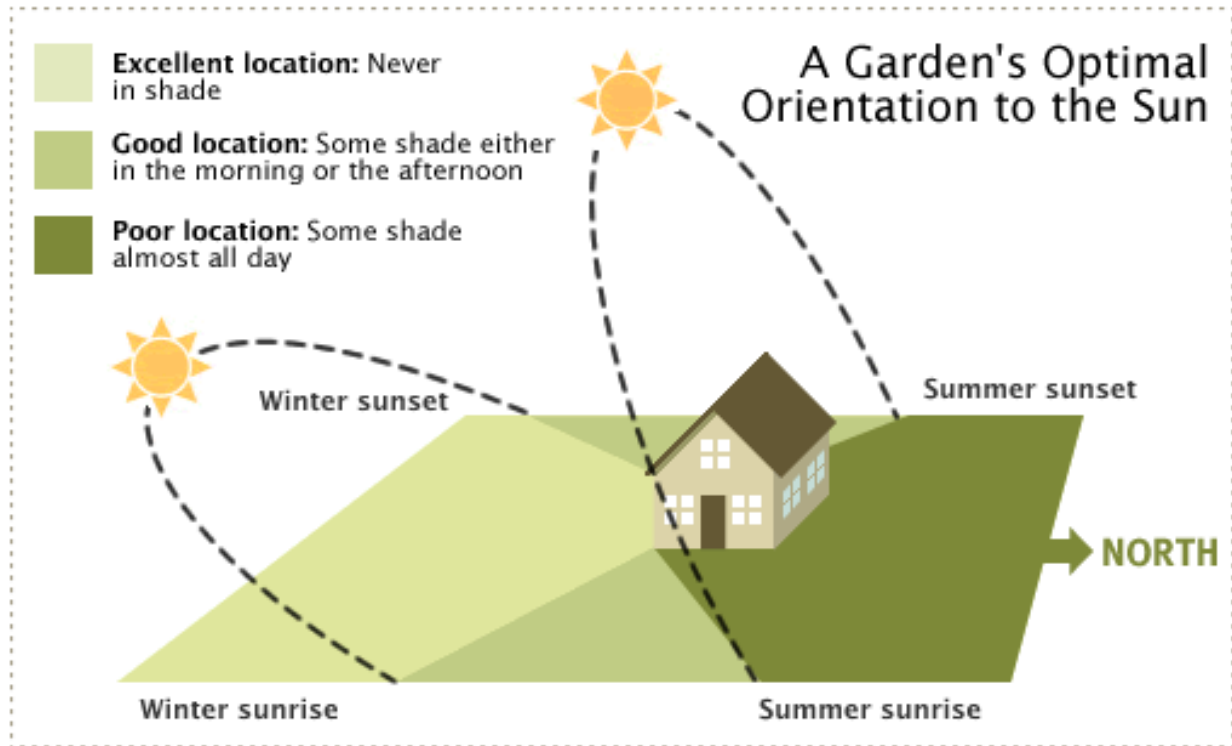 A Garden's Optimal
Orientation to the Sun
Excellent location: Never
in shade
Good location: Some shade either
in the morning or the afternoon
Poor location: Some shade
almost all day
Winter sunset
Summer sunset
NORTH
Winter sunrise
Summer sunrise